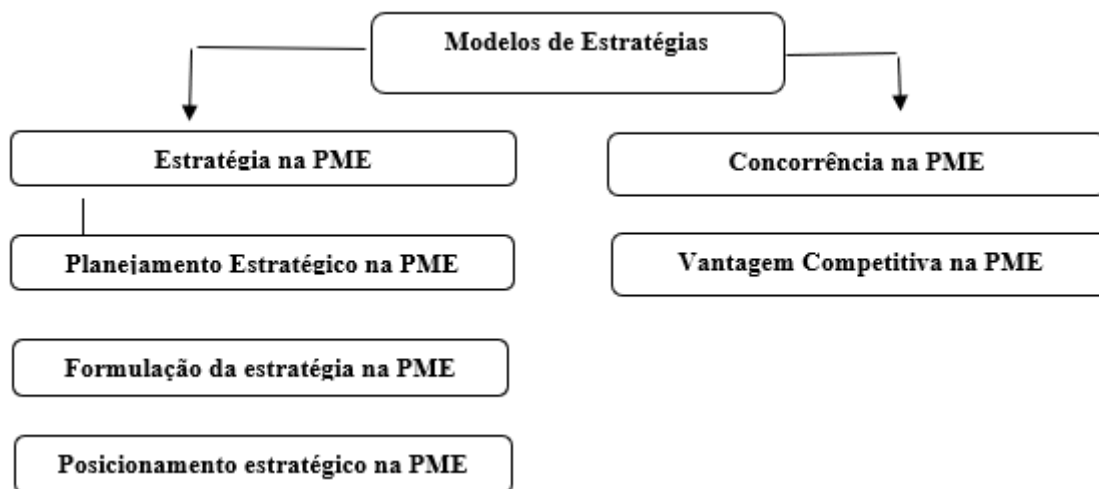 Modelos de Estratégias
Estratégia na PME
Concorrência na PME
Planejamento Estratégico na PME
Vantagem Competitiva na PME
Formulação da estratégia na PME
Posicionamento estratégico na PME